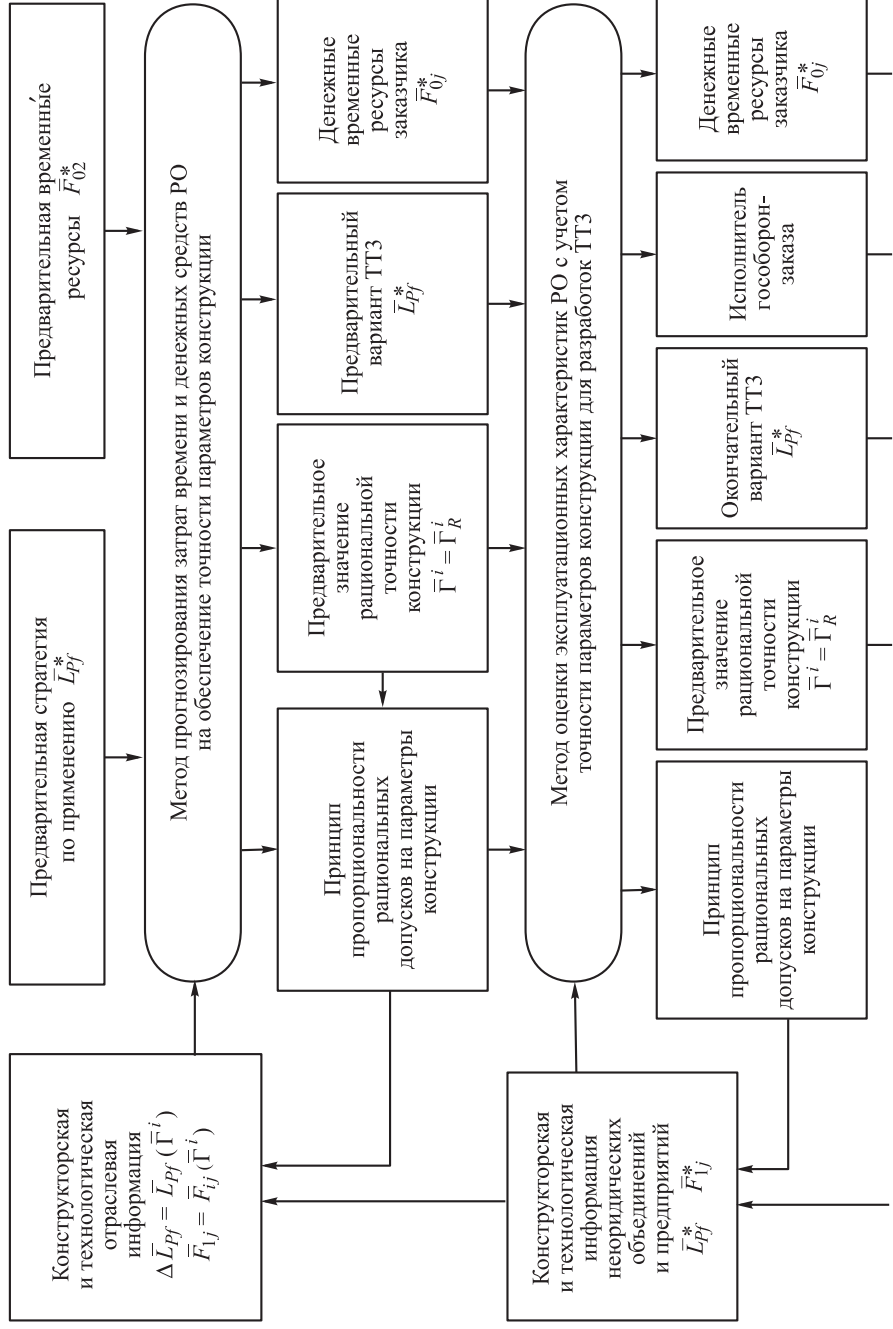 Предварительная стратегия
по применению L̅*Pf
Предварительная временны́е
ресурсы F̅*02
Метод прогнозирования затрат времени и денежных средств РО
на обеспечение точности параметров конструкции
Конструкторская
и технологическая
отраслевая
информация
Δ L̅Pf = L̅Pf (Γ̅ i )
F̅1j = F̅ij (Γ̅ i )
Принцип
пропорциональности
рациональных
допусков на параметры
конструкции
Предварительное
значение
рациональной
точности
конструкции
Γ̅ i = Γ̅ iR
Предварительный
вариант ТТЗ
L̅*Pf
Денежные
временные
ресурсы
заказчика
F̅*0j
Метод оценки эксплуатационных характеристик РО с учетом
точности параметров конструкции для разработок ТТЗ
Конструкторская
и технологическая
информация
неюридических
объединений
и предприятий
L̅*Pf F̅*1j
Принцип
пропорциональности
рациональных
допусков на параметры
конструкции
Предварительное
значение
рациональной
точности
конструкции
Γ̅ i = Γ̅ iR
Окончательный
вариант ТТЗ
L̅*Pf
Исполнитель
гособорон-
заказа
Денежные
временные
ресурсы
заказчика
F̅*0j